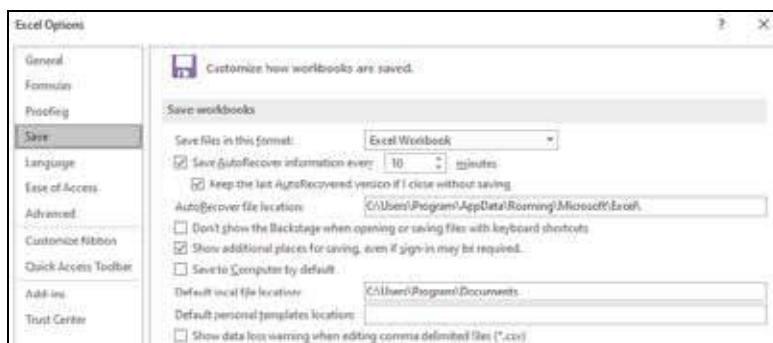 Excel Options ? ×
General
Formulas
Proofing
Save
Language
Ease of Access
Advanced
Customize Ribbon
Quick Access Toolbar
Add-ins
Trust Center
Customize how workbooks are saved.
Save workbooks
Save files in this format: Excel Workbook
Save AutoRecover information every 10 minutes
Keep the last AutoRecovered version if I close without saving
AutoRecover file location: C:\Users\Program\AppData\Roaming\Microsoft\Excel\
Don't show the Backstage when opening or saving files with keyboard shortcuts
Show additional places for saving, even if sign-in may be required.
Save to Computer by default
Default local file location: C:\Users\Program\Documents
Default personal templates location:
Show data loss warning when editing comma delimited files (*.csv)